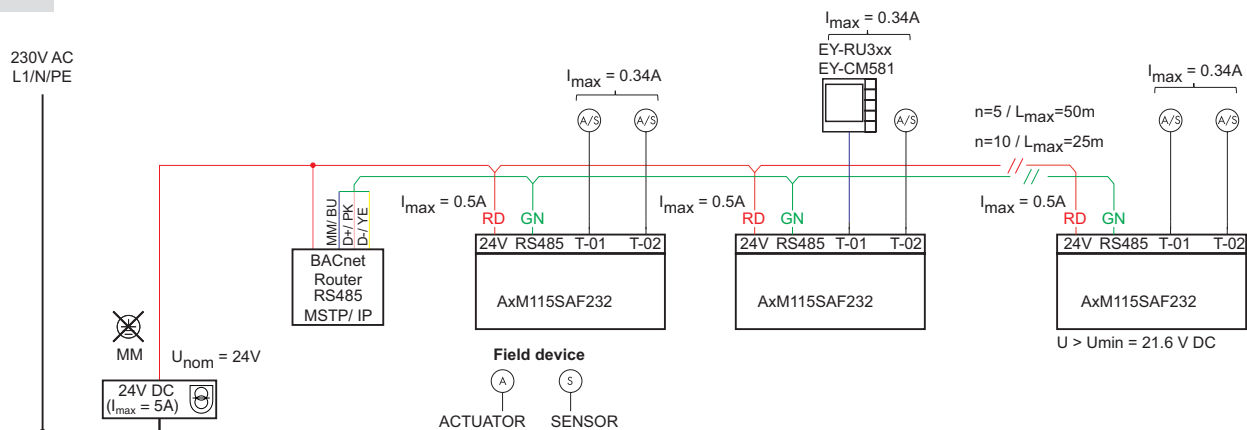 230V AC
L1/N/PE
Imax = 0.34A
Imax = 0.34A
EY-RU3xx
EY-CM581
Imax = 0.34A
A/S
A/S
A/S
A/S
A/S
n=5 / Lmax=50m
n=10 / Lmax=25m
MM/ BU
D+/ PK
D-/ YE
Imax = 0.5A
RD
GN
Imax = 0.5A
RD
GN
Imax = 0.5A
RD
GN
BACnet
Router
RS485
MSTP/ IP
24V RS485 T-01 T-02
AxM115SAF232
24V RS485 T-01 T-02
AxM115SAF232
24V RS485 T-01 T-02
AxM115SAF232
U > Umin = 21.6 V DC
MM
Unom = 24V
24V DC
(Imax = 5A)
Field device
A
S
ACTUATOR
SENSOR